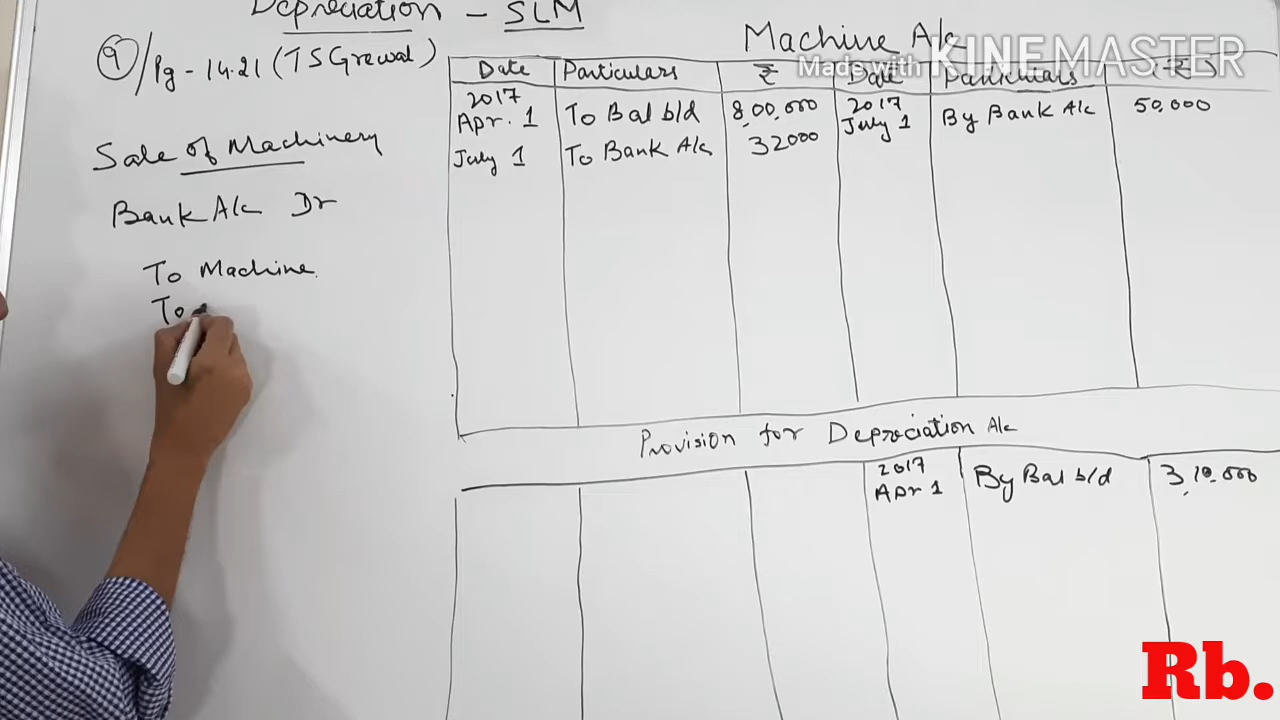 Depreciation - SLM
9/Pg - 14.21 (TS Grewal)
Sale of Machinery
Bank A/c Dr
To Machine
To
Machine A/c
Made with KINEMASTER
Date Particulars ₹ Date Particulars ₹
2017 Apr. 1 To Bal b/d 8,00,000 2017 July 1 By Bank A/c 50,000
July 1 To Bank A/c 32000
Provision for Depreciation A/c
2017 Apr 1 By Bal b/d 3,10,000
Rb.